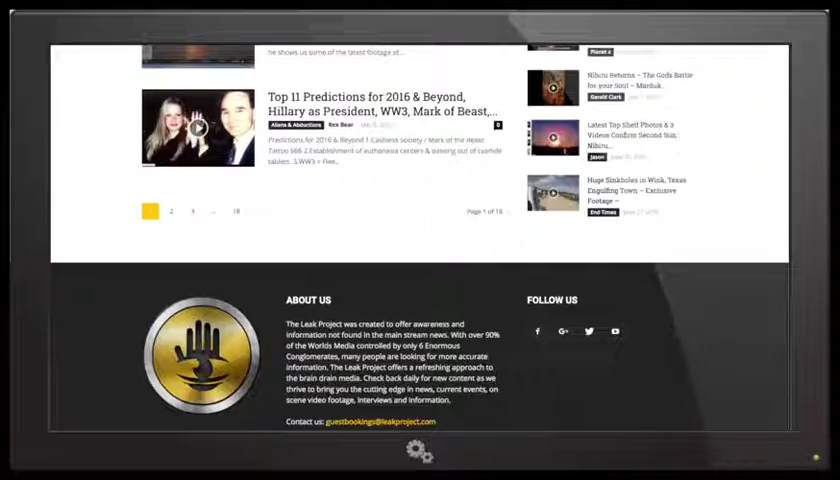 he shows us some of the latest footage of...
Top 11 Predictions for 2016 & Beyond,
Hillary as President, WW3, Mark of Beast,...
Aliens & Abductions Rex Bear
0
Predictions for 2016 & Beyond 1.Cashless Society / Mark of the Beast
Tattoo 666 2.Establishment of euthanasia centers & passing out of cyanide
tablets. 3.WW3 =
1 2 3 ... 18
Page 1 of 18
Planet x
Nibiru Returns – The Gods Battle
for your Soul – Marduk...
Gerald Clark
Latest Top Shelf Photos & 3
Videos Confirm Second Sun,
Nibiru...
Jason
Huge Sinkholes in Wink, Texas
Engulfing Town – Exclusive
Footage –
End Times
ABOUT US
The Leak Project was created to offer awareness and
information not found in the main stream news. With over 90%
of the Worlds Media controlled by only 6 Enormous
Conglomerates, many people are looking for more accurate
information. The Leak Project offers a refreshing approach to
the brain drain media. Check back daily for new content as we
thrive to bring you the cutting edge in news, current events, on
scene video footage, interviews and information.
Contact us: guestbookings@leakproject.com
FOLLOW US